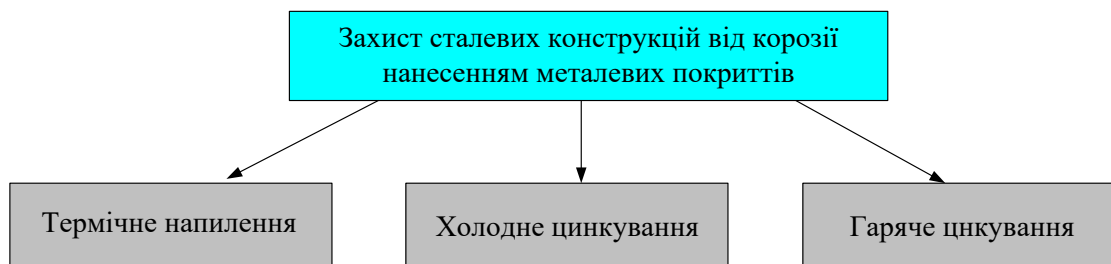 Захист сталевих конструкцій від корозії
нанесенням металевих покриттів
Термічне напилення
Холодне цинкування
Гаряче цнкування